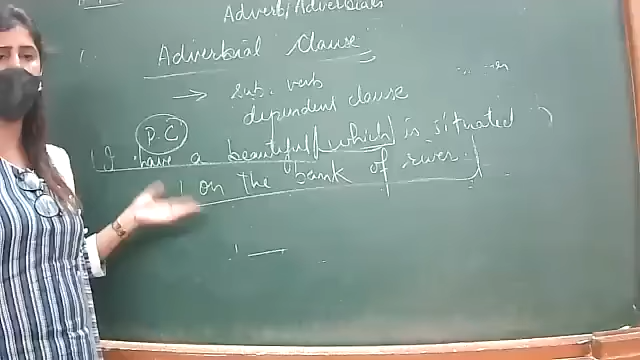 Adverb/Adverbials
Adverbial Clause
→ sub. verb
dependent clause
P.C
I have a beautiful which is situated
on the bank of river.